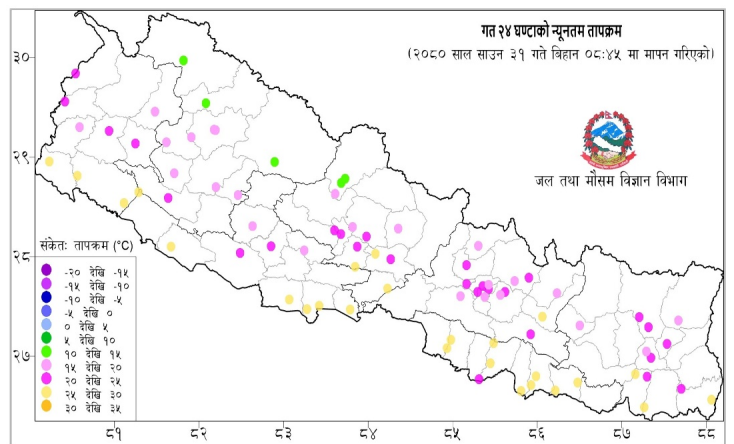 गत २४ घण्टाको न्यूनतम तापक्रम
(२०८० साल साउन ३१ गते बिहान ०८:४५ मा मापन गरिएको)
जल तथा मौसम विज्ञान विभाग
३०
२९
२८
२७
संकेतः तापक्रम (°C)
-२० देखि -१५
-१५ देखि -१०
-१० देखि -५
-५ देखि ०
० देखि ५
५ देखि १०
१० देखि १५
१५ देखि २०
२० देखि २५
२५ देखि ३०
३० देखि ३५
८१ ८२ ८३ ८४ ८५ ८६ ८७ ८८